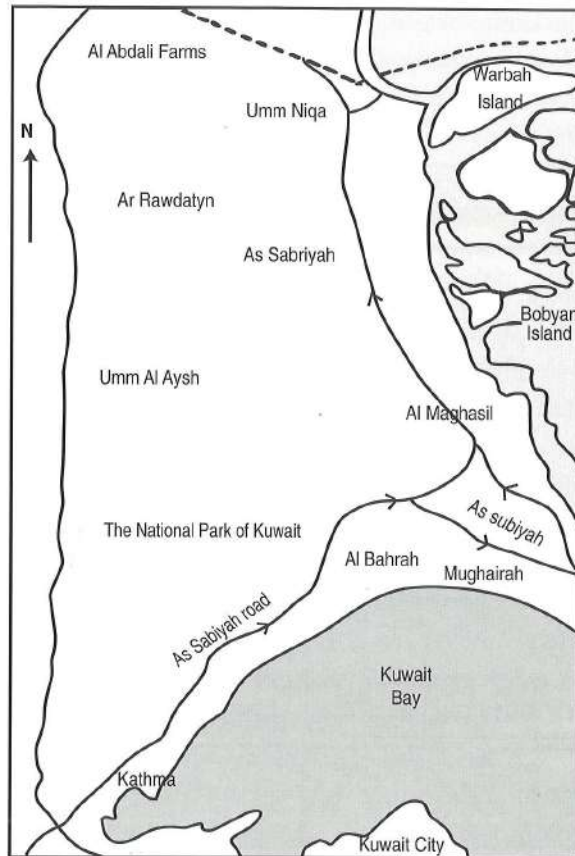 Al Abdali Farms
Warbah
Island
Umm Niqa
N
Ar Rawdatyn
As Sabriyah
Bobyan
Island
Umm Al Aysh
Al Maghasil
As subiyah
The National Park of Kuwait
Al Bahrah
Mughairah
As Sabiyah road
Kuwait
Bay
Kathma
Kuwait City